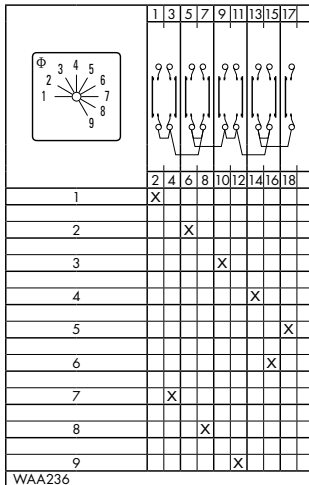 1 3 5 7 9 11 13 15 17
Φ
1 2 3 4 5 6 7 8 9
2 4 6 8 10 12 14 16 18
1 X
2 X
3 X
4 X
5 X
6 X
7 X
8 X
9 X
WAA236